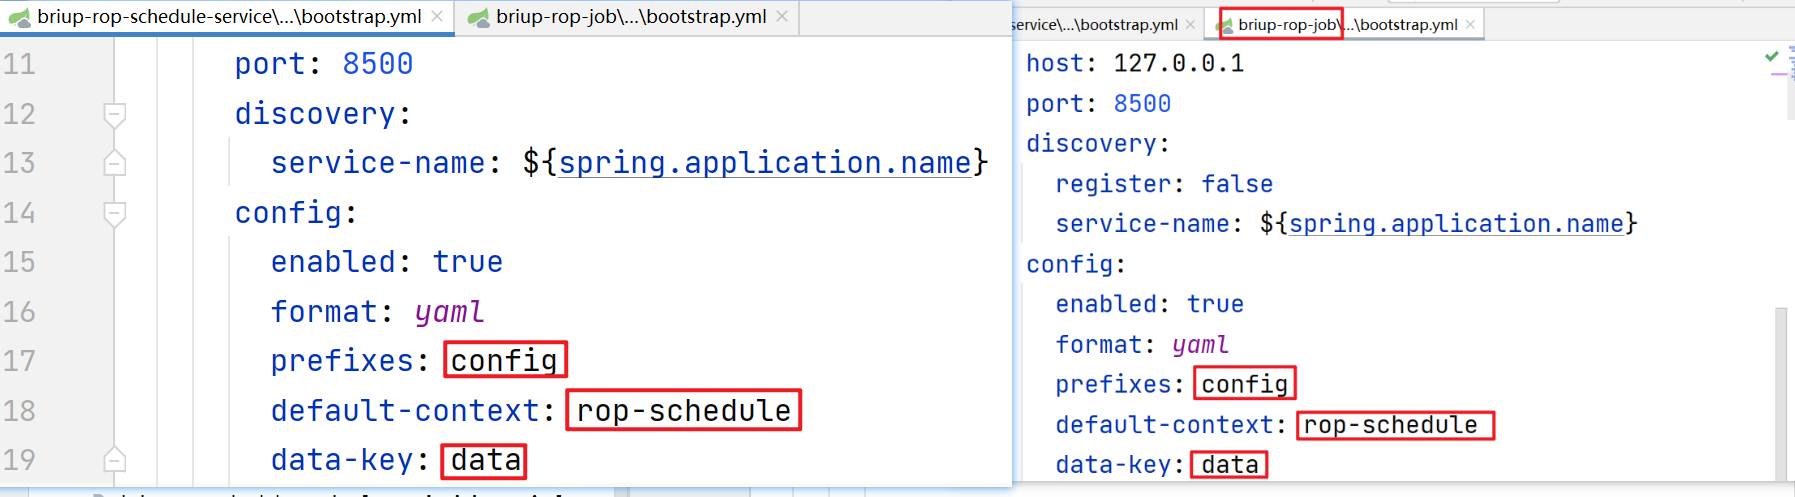 briup-rop-schedule-service\...\bootstrap.yml
briup-rop-job\...\bootstrap.yml
11 port: 8500
12 discovery:
13 service-name: ${spring.application.name}
14 config:
15 enabled: true
16 format: yaml
17 prefixes: config
18 default-context: rop-schedule
19 data-key: data
service\...\bootstrap.yml
briup-rop-job\...\bootstrap.yml
host: 127.0.0.1
port: 8500
discovery:
register: false
service-name: ${spring.application.name}
config:
enabled: true
format: yaml
prefixes: config
default-context: rop-schedule
data-key: data